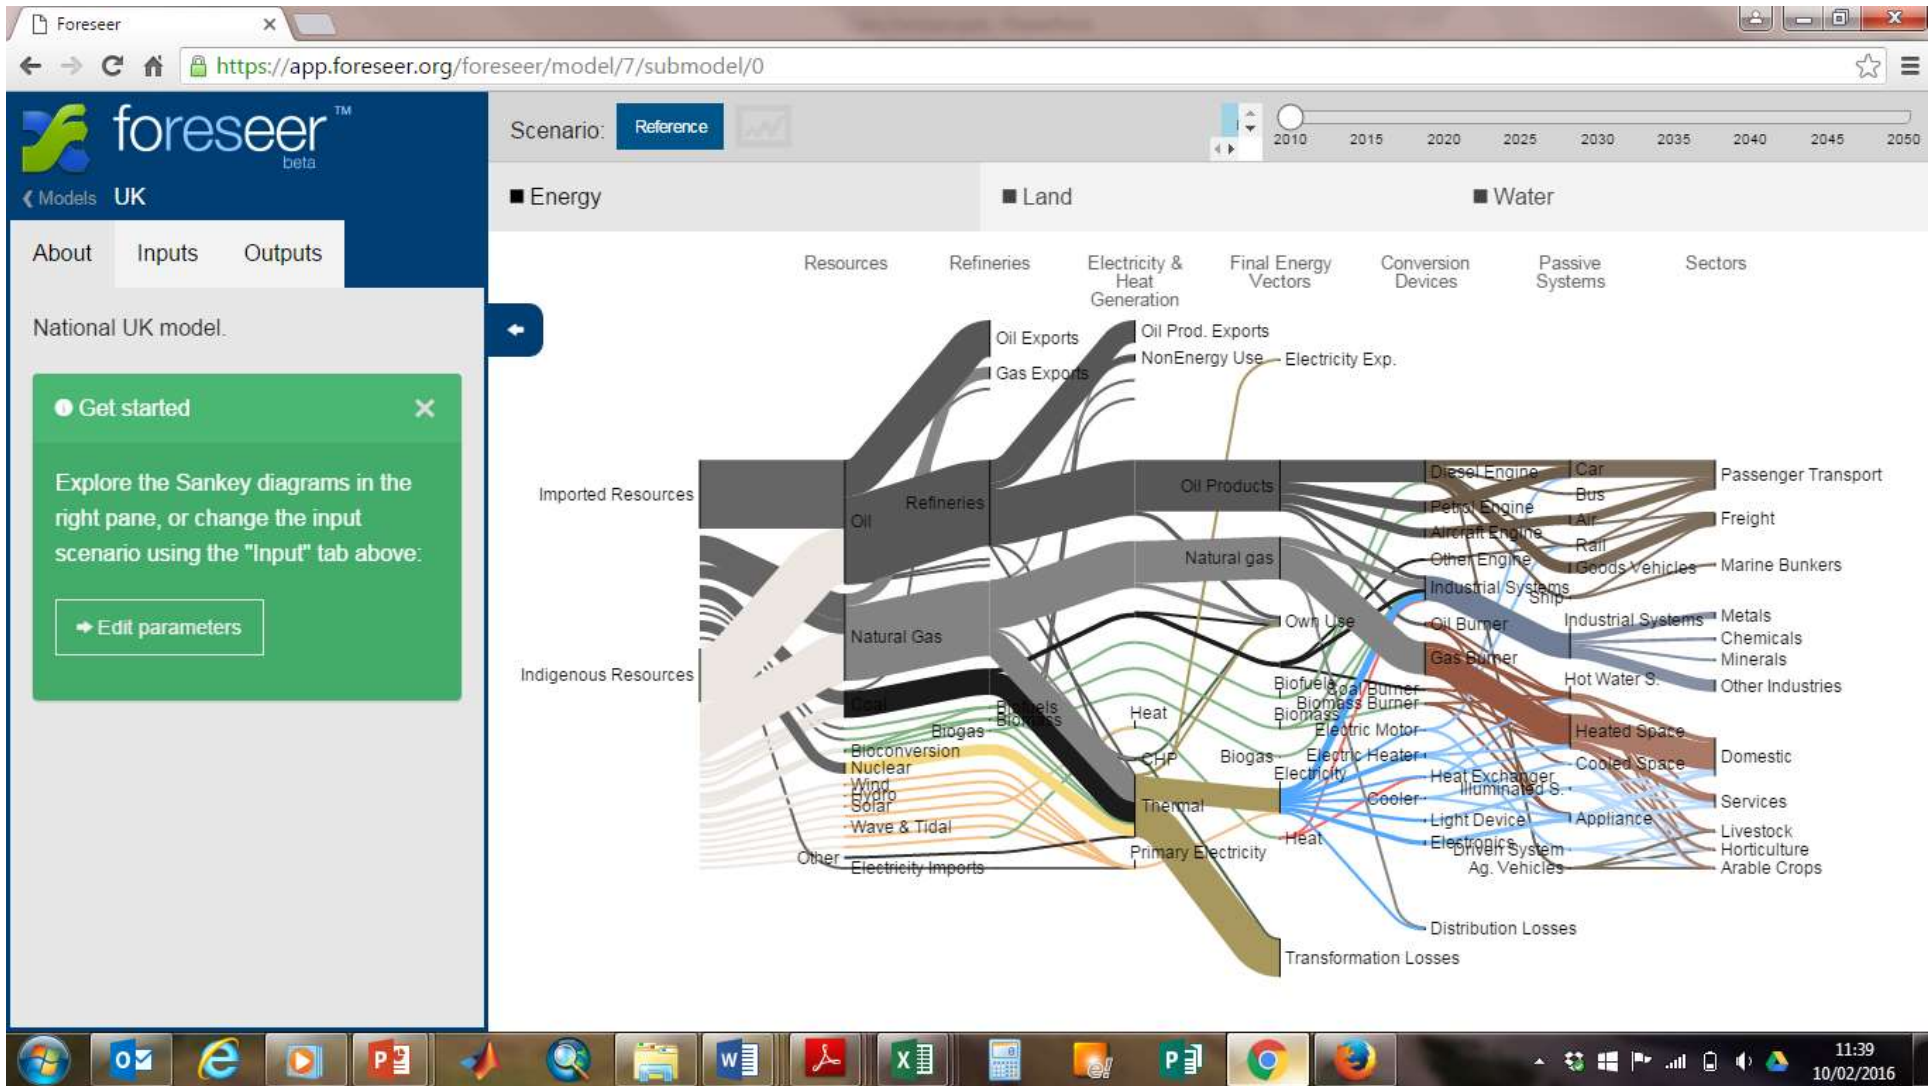 Foreseer
https://app.foreseer.org/foreseer/model/7/submodel/0
foreseer™
beta
Models UK
About Inputs Outputs
National UK model.
Get started
Explore the Sankey diagrams in the
right pane, or change the input
scenario using the "Input" tab above:
Edit parameters
Scenario: Reference
2010 2015 2020 2025 2030 2035 2040 2045 2050
Energy Land Water
Resources
Refineries
Electricity &
Heat
Generation
Final Energy
Vectors
Conversion
Devices
Passive
Systems
Sectors
Imported Resources
Indigenous Resources
Oil
Natural Gas
Coal
Bioconversion
Nuclear
Wind
Hydro
Solar
Wave & Tidal
Other
Electricity Imports
Oil Exports
Gas Exports
Refineries
Biofuels
Biomass
Biogas
Oil Prod. Exports
NonEnergy Use
Heat
CHP
Thermal
Primary Electricity
Electricity Exp.
Oil Products
Natural gas
Own Use
Biofuels
Biomass
Biogas
Electricity
Heat
Transformation Losses
Diesel Engine
Petrol Engine
Aircraft Engine
Other Engine
Industrial Systems
Oil Burner
Gas Burner
Coal Burner
Biomass Burner
Electric Motor
Electric Heater
Heat Exchanger
Cooler
Light Device
Electronics
Distribution Losses
Car
Bus
Air
Rail
Goods Vehicles
Ship
Industrial Systems
Hot Water S.
Heated Space
Cooled Space
Illuminated S.
Appliance
Driven System
Ag. Vehicles
Passenger Transport
Freight
Marine Bunkers
Metals
Chemicals
Minerals
Other Industries
Domestic
Services
Livestock
Horticulture
Arable Crops
11:39
10/02/2016